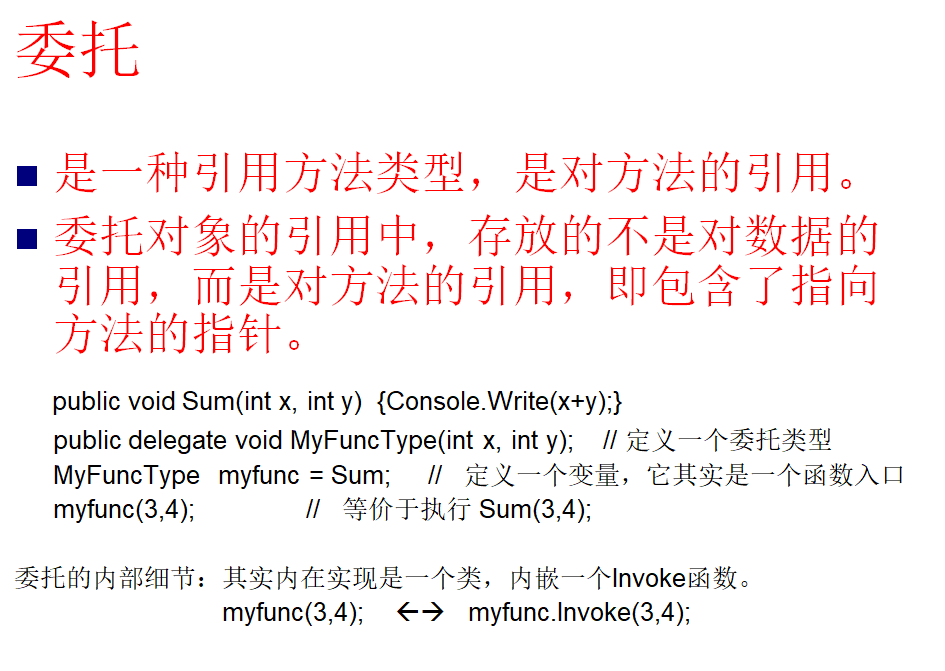 委托
是一种引用方法类型，是对方法的引用。
委托对象的引用中，存放的不是对数据的
引用，而是对方法的引用，即包含了指向
方法的指针。
public void Sum(int x, int y)  {Console.Write(x+y);}
public delegate void MyFuncType(int x, int y);    // 定义一个委托类型
MyFuncType  myfunc = Sum;     //   定义一个变量，它其实是一个函数入口
myfunc(3,4);                //   等价于执行 Sum(3,4);
委托的内部细节：其实内在实现是一个类，内嵌一个Invoke函数。
myfunc(3,4);    ←→   myfunc.Invoke(3,4);